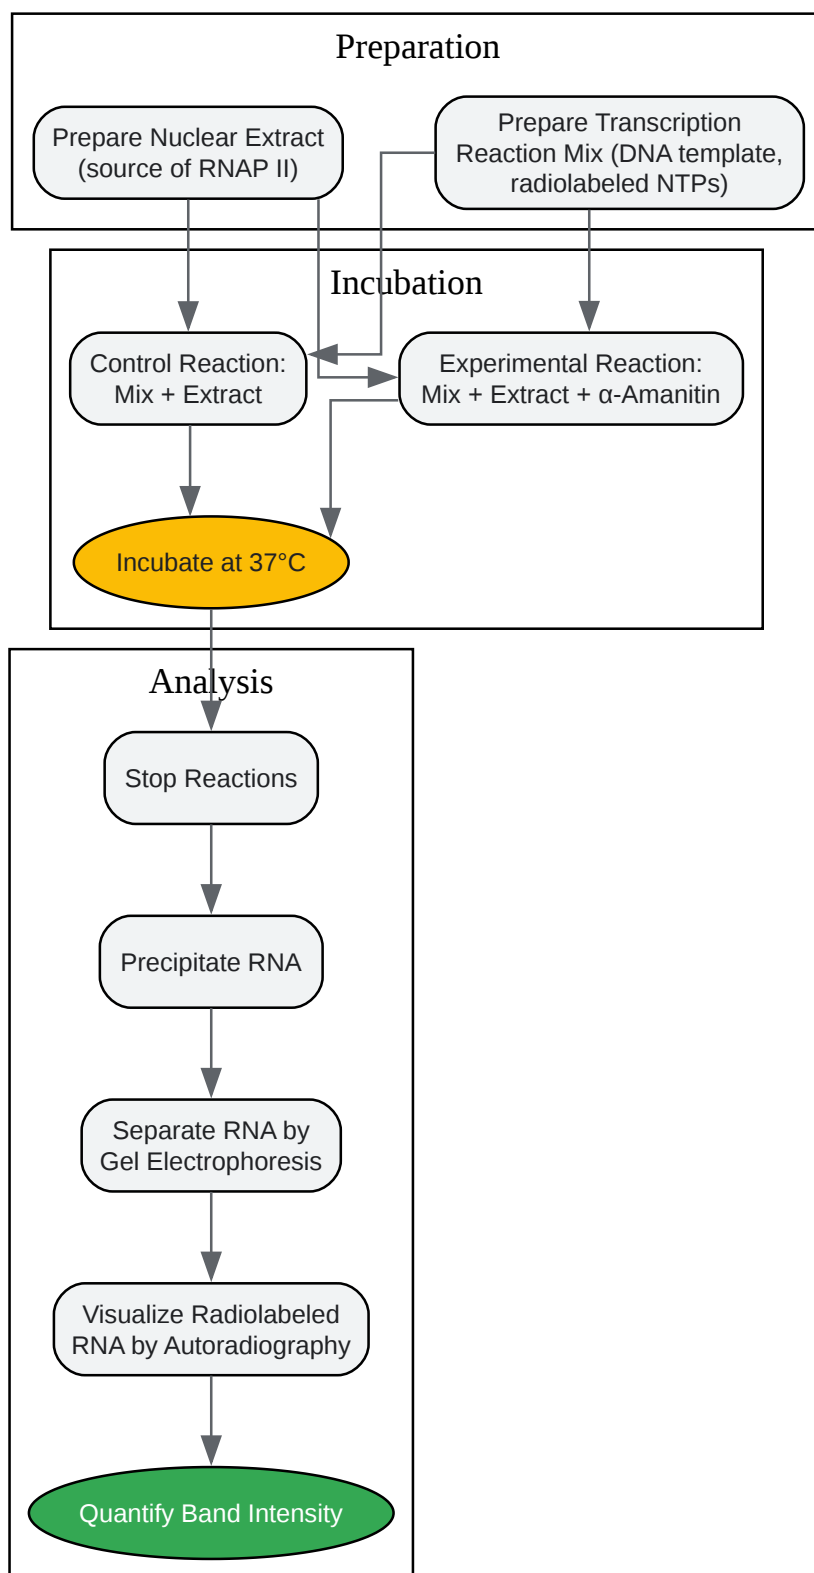 Preparation
Prepare Nuclear Extract
(source of RNAP II)
Prepare Transcription
Reaction Mix (DNA template,
radiolabeled NTPs)
Incubation
Control Reaction:
Mix + Extract
Experimental Reaction:
Mix + Extract + α-Amanitin
Incubate at 37°C
Analysis
Stop Reactions
Precipitate RNA
Separate RNA by
Gel Electrophoresis
Visualize Radiolabeled
RNA by Autoradiography
Quantify Band Intensity